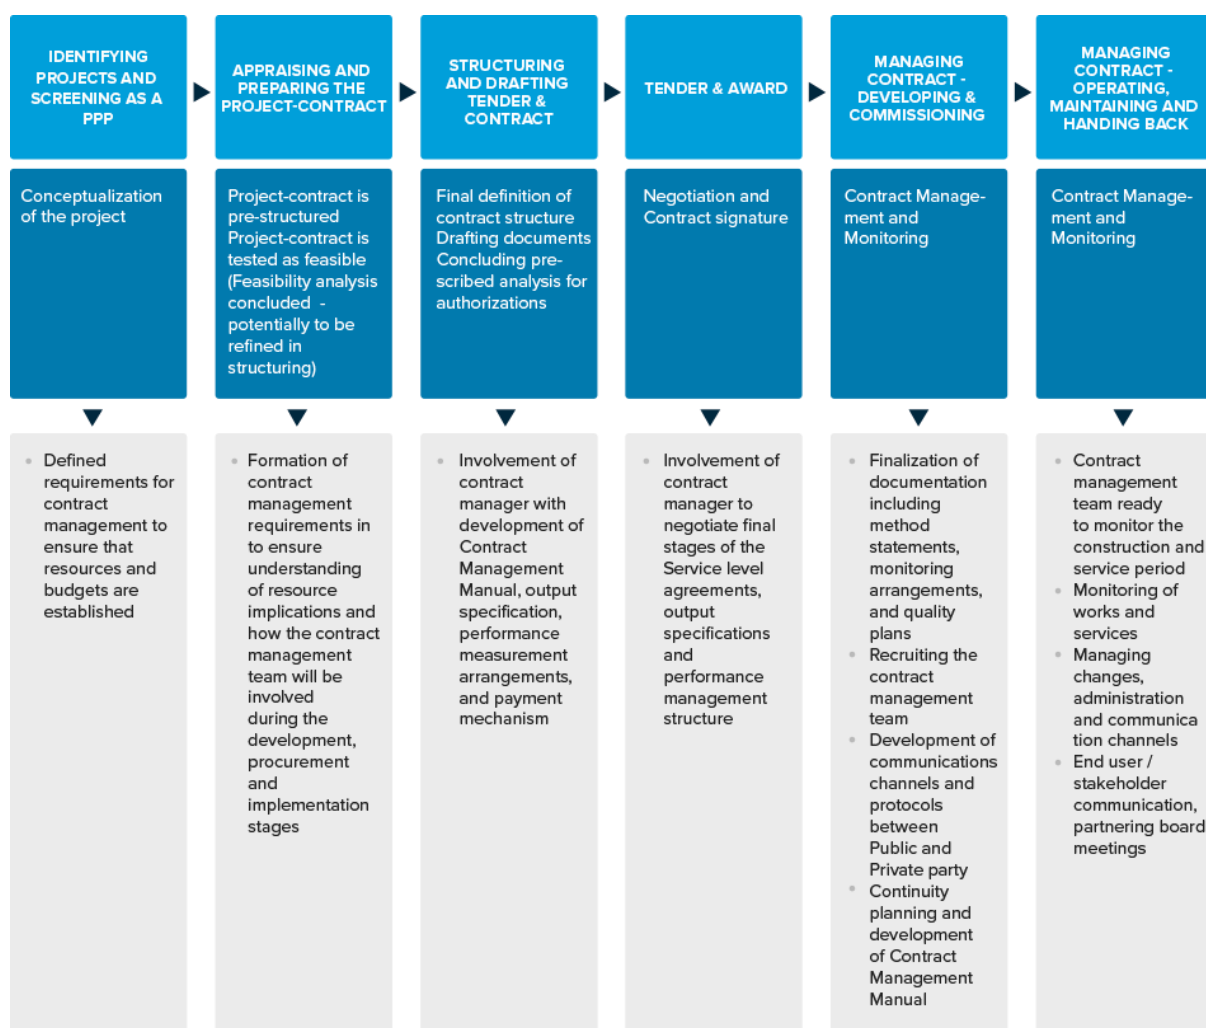 IDENTIFYING
PROJECTS AND
SCREENING AS A
PPP
APPRAISING AND
PREPARING THE
PROJECT-CONTRACT
STRUCTURING
AND DRAFTING
TENDER &
CONTRACT
TENDER & AWARD
MANAGING
CONTRACT -
DEVELOPING &
COMMISSIONING
MANAGING
CONTRACT -
OPERATING,
MAINTAINING AND
HANDING BACK
Conceptualization
of the project
Project-contract is
pre-structured
Project-contract is
tested as feasible
(Feasibility analysis
concluded -
potentially to be
refined in
structuring)
Final definition of
contract structure
Drafting documents
Concluding pre-
scribed analysis for
authorizations
Negotiation and
Contract signature
Contract Manage-
ment and
Monitoring
Contract Manage-
ment and
Monitoring
• Defined
requirements for
contract
management to
ensure that
resources and
budgets are
established
• Formation of
contract
management
requirements in
to ensure
understanding
of resource
implications and
how the contract
management
team will be
involved
during the
development,
procurement
and
implementation
stages
• Involvement of
contract
manager with
development of
Contract
Management
Manual, output
specification,
performance
measurement
arrangements,
and payment
mechanism
• Involvement of
contract
manager to
negotiate final
stages of the
Service level
agreements,
output
specifications
and
performance
management
structure
• Finalization of
documentation
including
method
statements,
monitoring
arrangements,
and quality
plans
• Recruiting the
contract
management
team
• Development of
communications
channels and
protocols
between
Public and
Private party
• Continuity
planning and
development
of Contract
Management
Manual
• Contract
management
team ready
to monitor the
construction and
service period
• Monitoring of
works and
services
• Managing
changes,
administration
and communica
tion channels
• End user /
stakeholder
communication,
partnering board
meetings